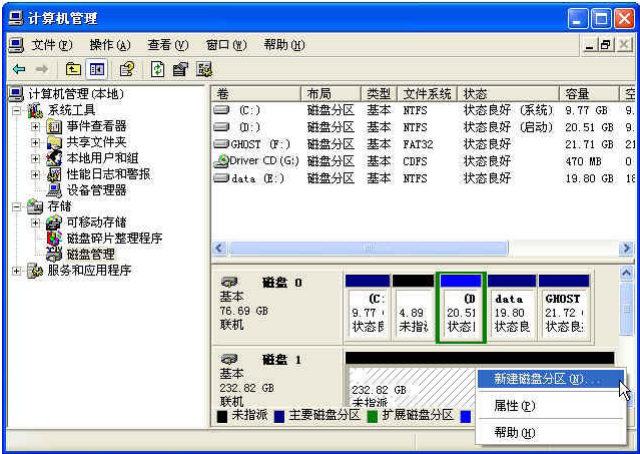 计算机管理
文件(F) 操作(A) 查看(V) 窗口(W) 帮助(H)
计算机管理(本地)
系统工具
事件查看器
共享文件夹
本地用户和组
性能日志和警报
设备管理器
存储
可移动存储
磁盘碎片整理程序
磁盘管理
服务和应用程序
卷 布局 类型 文件系统 状态 容量
(C:) 磁盘分区 基本 NTFS 状态良好 (系统) 9.77 GB 9.
(D:) 磁盘分区 基本 NTFS 状态良好 (启动) 20.51 GB 9.
GHOST (F:) 磁盘分区 基本 FAT32 状态良好 21.71 GB 21
Driver CD (G:) 磁盘分区 基本 CDFS 状态良好 470 MB 0
data (E:) 磁盘分区 基本 NTFS 状态良好 19.80 GB 18
磁盘 0
基本
76.69 GB
联机
(C: (D data GHOST
9.77 4.89 20.51 19.80 21.72
状态良 未指 状态 状态良 状态良:
磁盘 1
基本
232.82 GB
联机
232.82 GB
未指派
新建磁盘分区(N)...
属性(P)
帮助(H)
未指派 主要磁盘分区 扩展磁盘分区